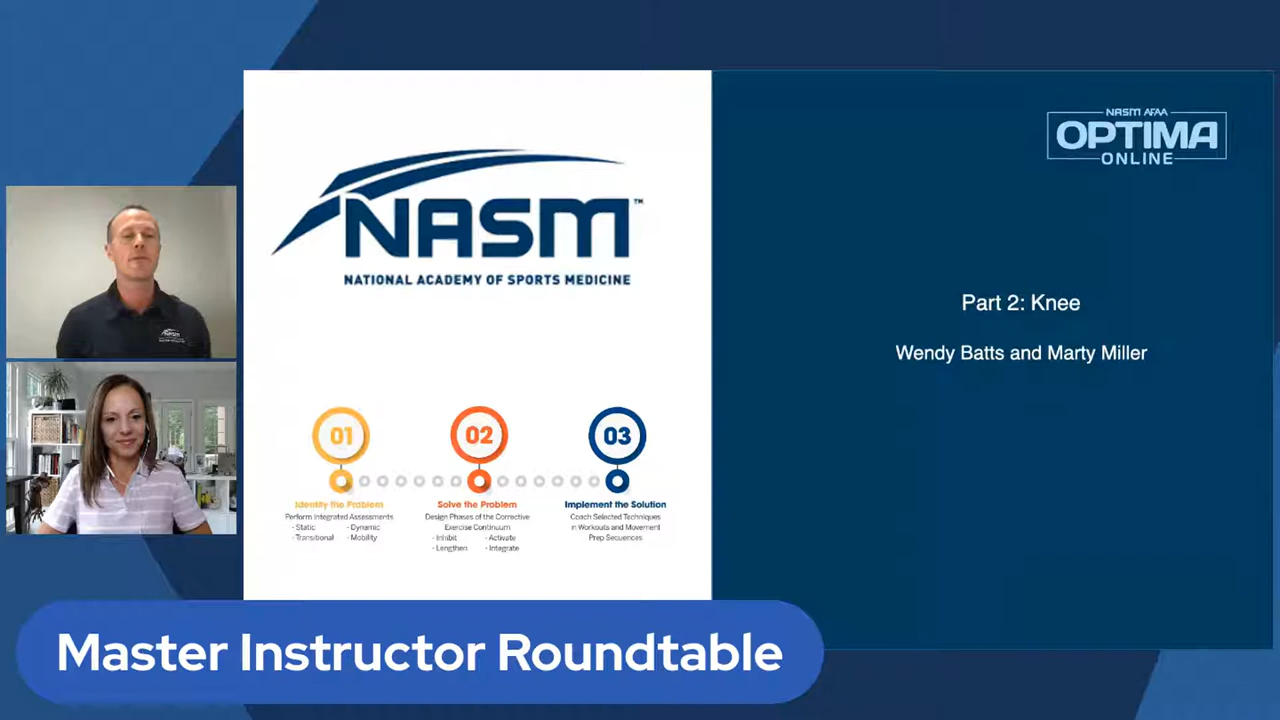 NASM™
NATIONAL ACADEMY OF SPORTS MEDICINE
01
02
03
Identify the Problem
Perform Integrated Assessments
- Static
- Dynamic
- Transitional
- Mobility
Solve the Problem
Design Phases of the Corrective
Exercise Continuum
- Inhibit
- Activate
- Lengthen
- Integrate
Implement the Solution
Coach Selected Techniques
in Workouts and Movement
Prep Sequences
NASM AFAA
OPTIMA
ONLINE
Part 2: Knee
Wendy Batts and Marty Miller
NASM
Master Instructor Roundtable